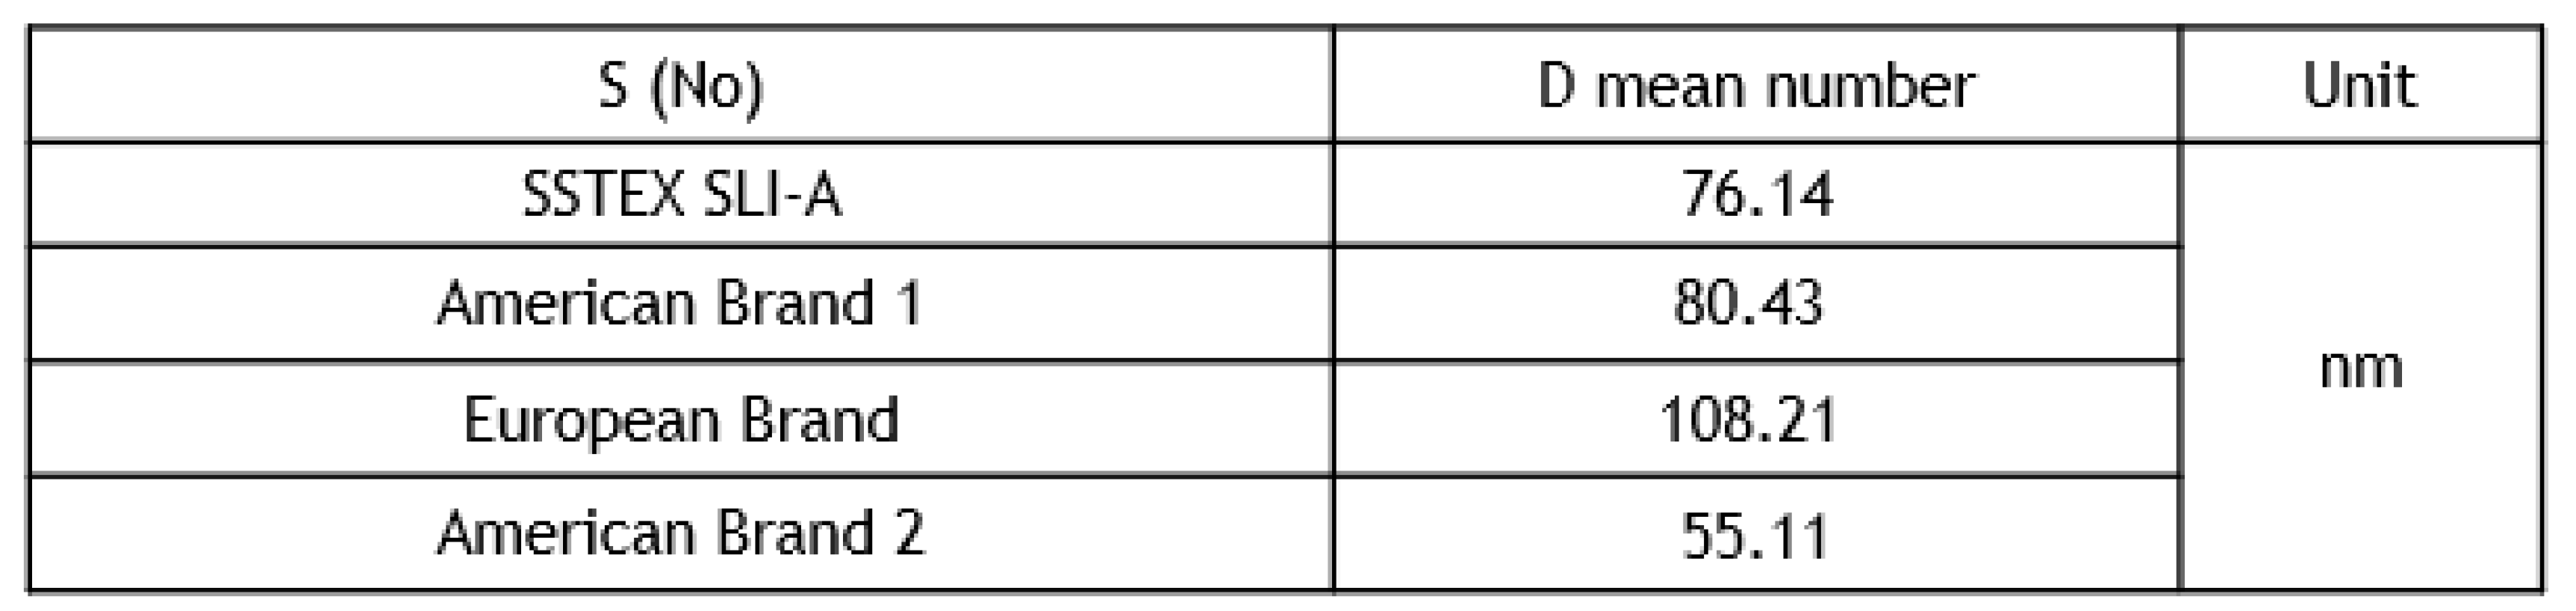 S (No) D mean number Unit
SSTEX SLI-A 76.14
American Brand 1 80.43
nm
European Brand 108.21
American Brand 2 55.11